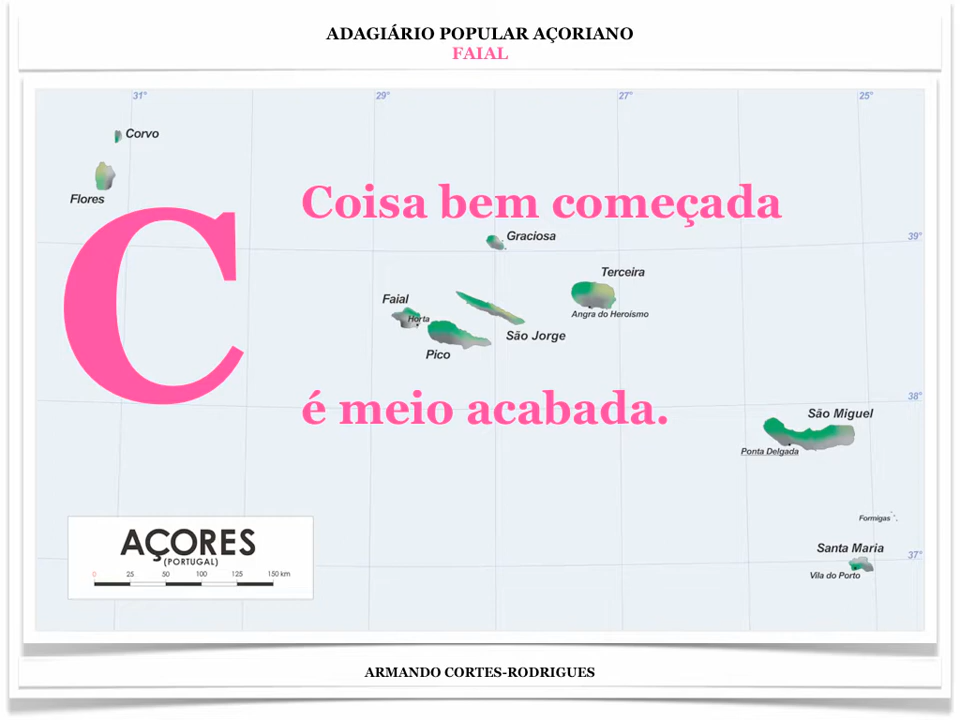 ADAGIÁRIO POPULAR AÇORIANO
FAIAL
31°
29°
27°
25°
Corvo
Flores
C
Coisa bem começada
Graciosa
39°
Terceira
Faial
Horta
Angra do Heroísmo
São Jorge
Pico
é meio acabada.
38°
São Miguel
Ponta Delgada
Formigas
AÇORES
(PORTUGAL)
0 25 50 100 125 150 km
Santa Maria
37°
Vila do Porto
ARMANDO CORTES-RODRIGUES